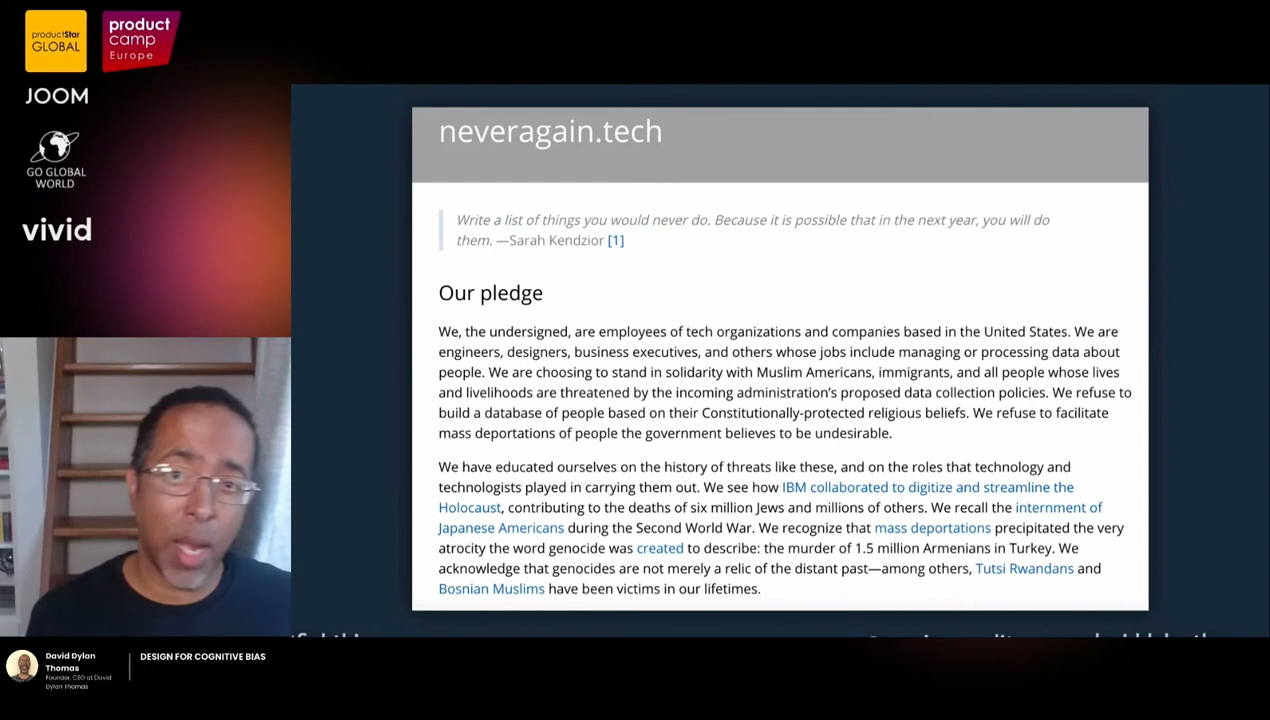 productStar
GLOBAL
product
camp
Europe
JOOM
GO GLOBAL
WORLD
vivid
neveragain.tech
Write a list of things you would never do. Because it is possible that in the next year, you will do
them. —Sarah Kendzior [1]
Our pledge
We, the undersigned, are employees of tech organizations and companies based in the United States. We are
engineers, designers, business executives, and others whose jobs include managing or processing data about
people. We are choosing to stand in solidarity with Muslim Americans, immigrants, and all people whose lives
and livelihoods are threatened by the incoming administration's proposed data collection policies. We refuse to
build a database of people based on their Constitutionally-protected religious beliefs. We refuse to facilitate
mass deportations of people the government believes to be undesirable.
We have educated ourselves on the history of threats like these, and on the roles that technology and
technologists played in carrying them out. We see how IBM collaborated to digitize and streamline the
Holocaust, contributing to the deaths of six million Jews and millions of others. We recall the internment of
Japanese Americans during the Second World War. We recognize that mass deportations precipitated the very
atrocity the word genocide was created to describe: the murder of 1.5 million Armenians in Turkey. We
acknowledge that genocides are not merely a relic of the distant past—among others, Tutsi Rwandans and
Bosnian Muslims have been victims in our lifetimes.
David Dylan
Thomas
Founder, CEO at David
Dylan Thomas
DESIGN FOR COGNITIVE BIAS